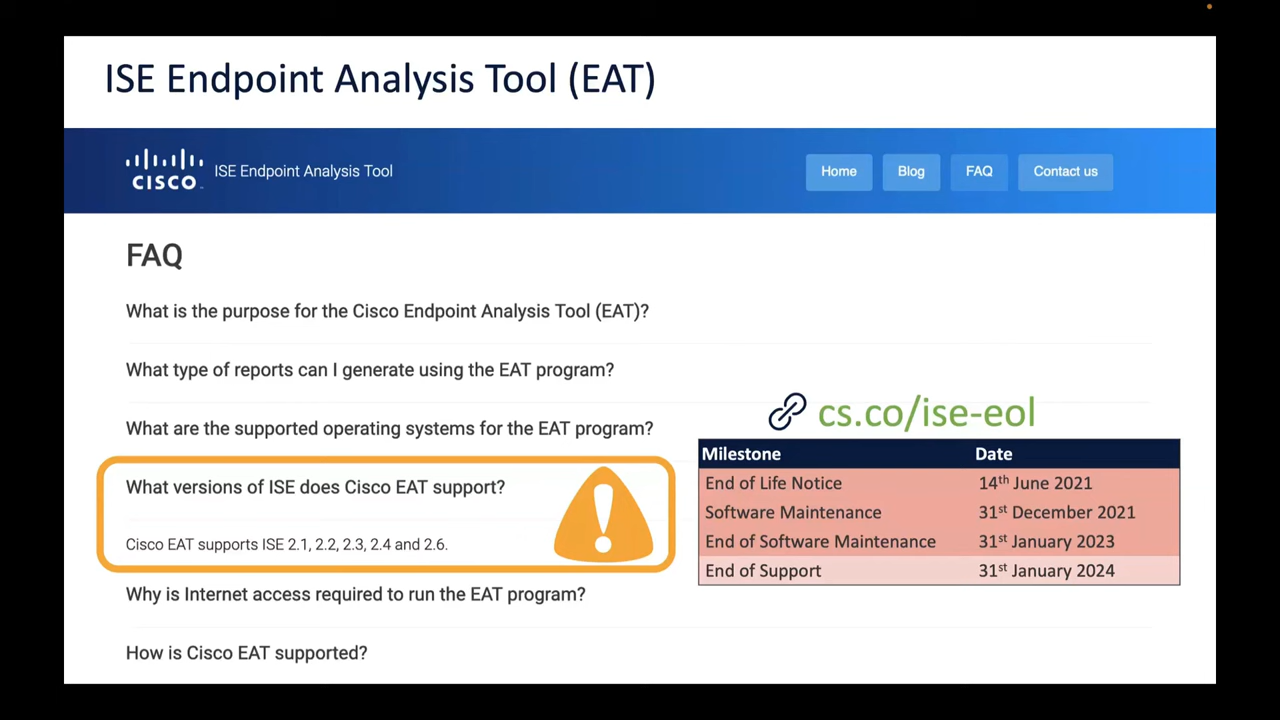 ISE Endpoint Analysis Tool (EAT)
CISCO
ISE Endpoint Analysis Tool
Home
Blog
FAQ
Contact us
FAQ
What is the purpose for the Cisco Endpoint Analysis Tool (EAT)?
What type of reports can I generate using the EAT program?
What are the supported operating systems for the EAT program?
What versions of ISE does Cisco EAT support?
Cisco EAT supports ISE 2.1, 2.2, 2.3, 2.4 and 2.6.
Why is Internet access required to run the EAT program?
How is Cisco EAT supported?
cs.co/ise-eol
Milestone Date
End of Life Notice 14th June 2021
Software Maintenance 31st December 2021
End of Software Maintenance 31st January 2023
End of Support 31st January 2024